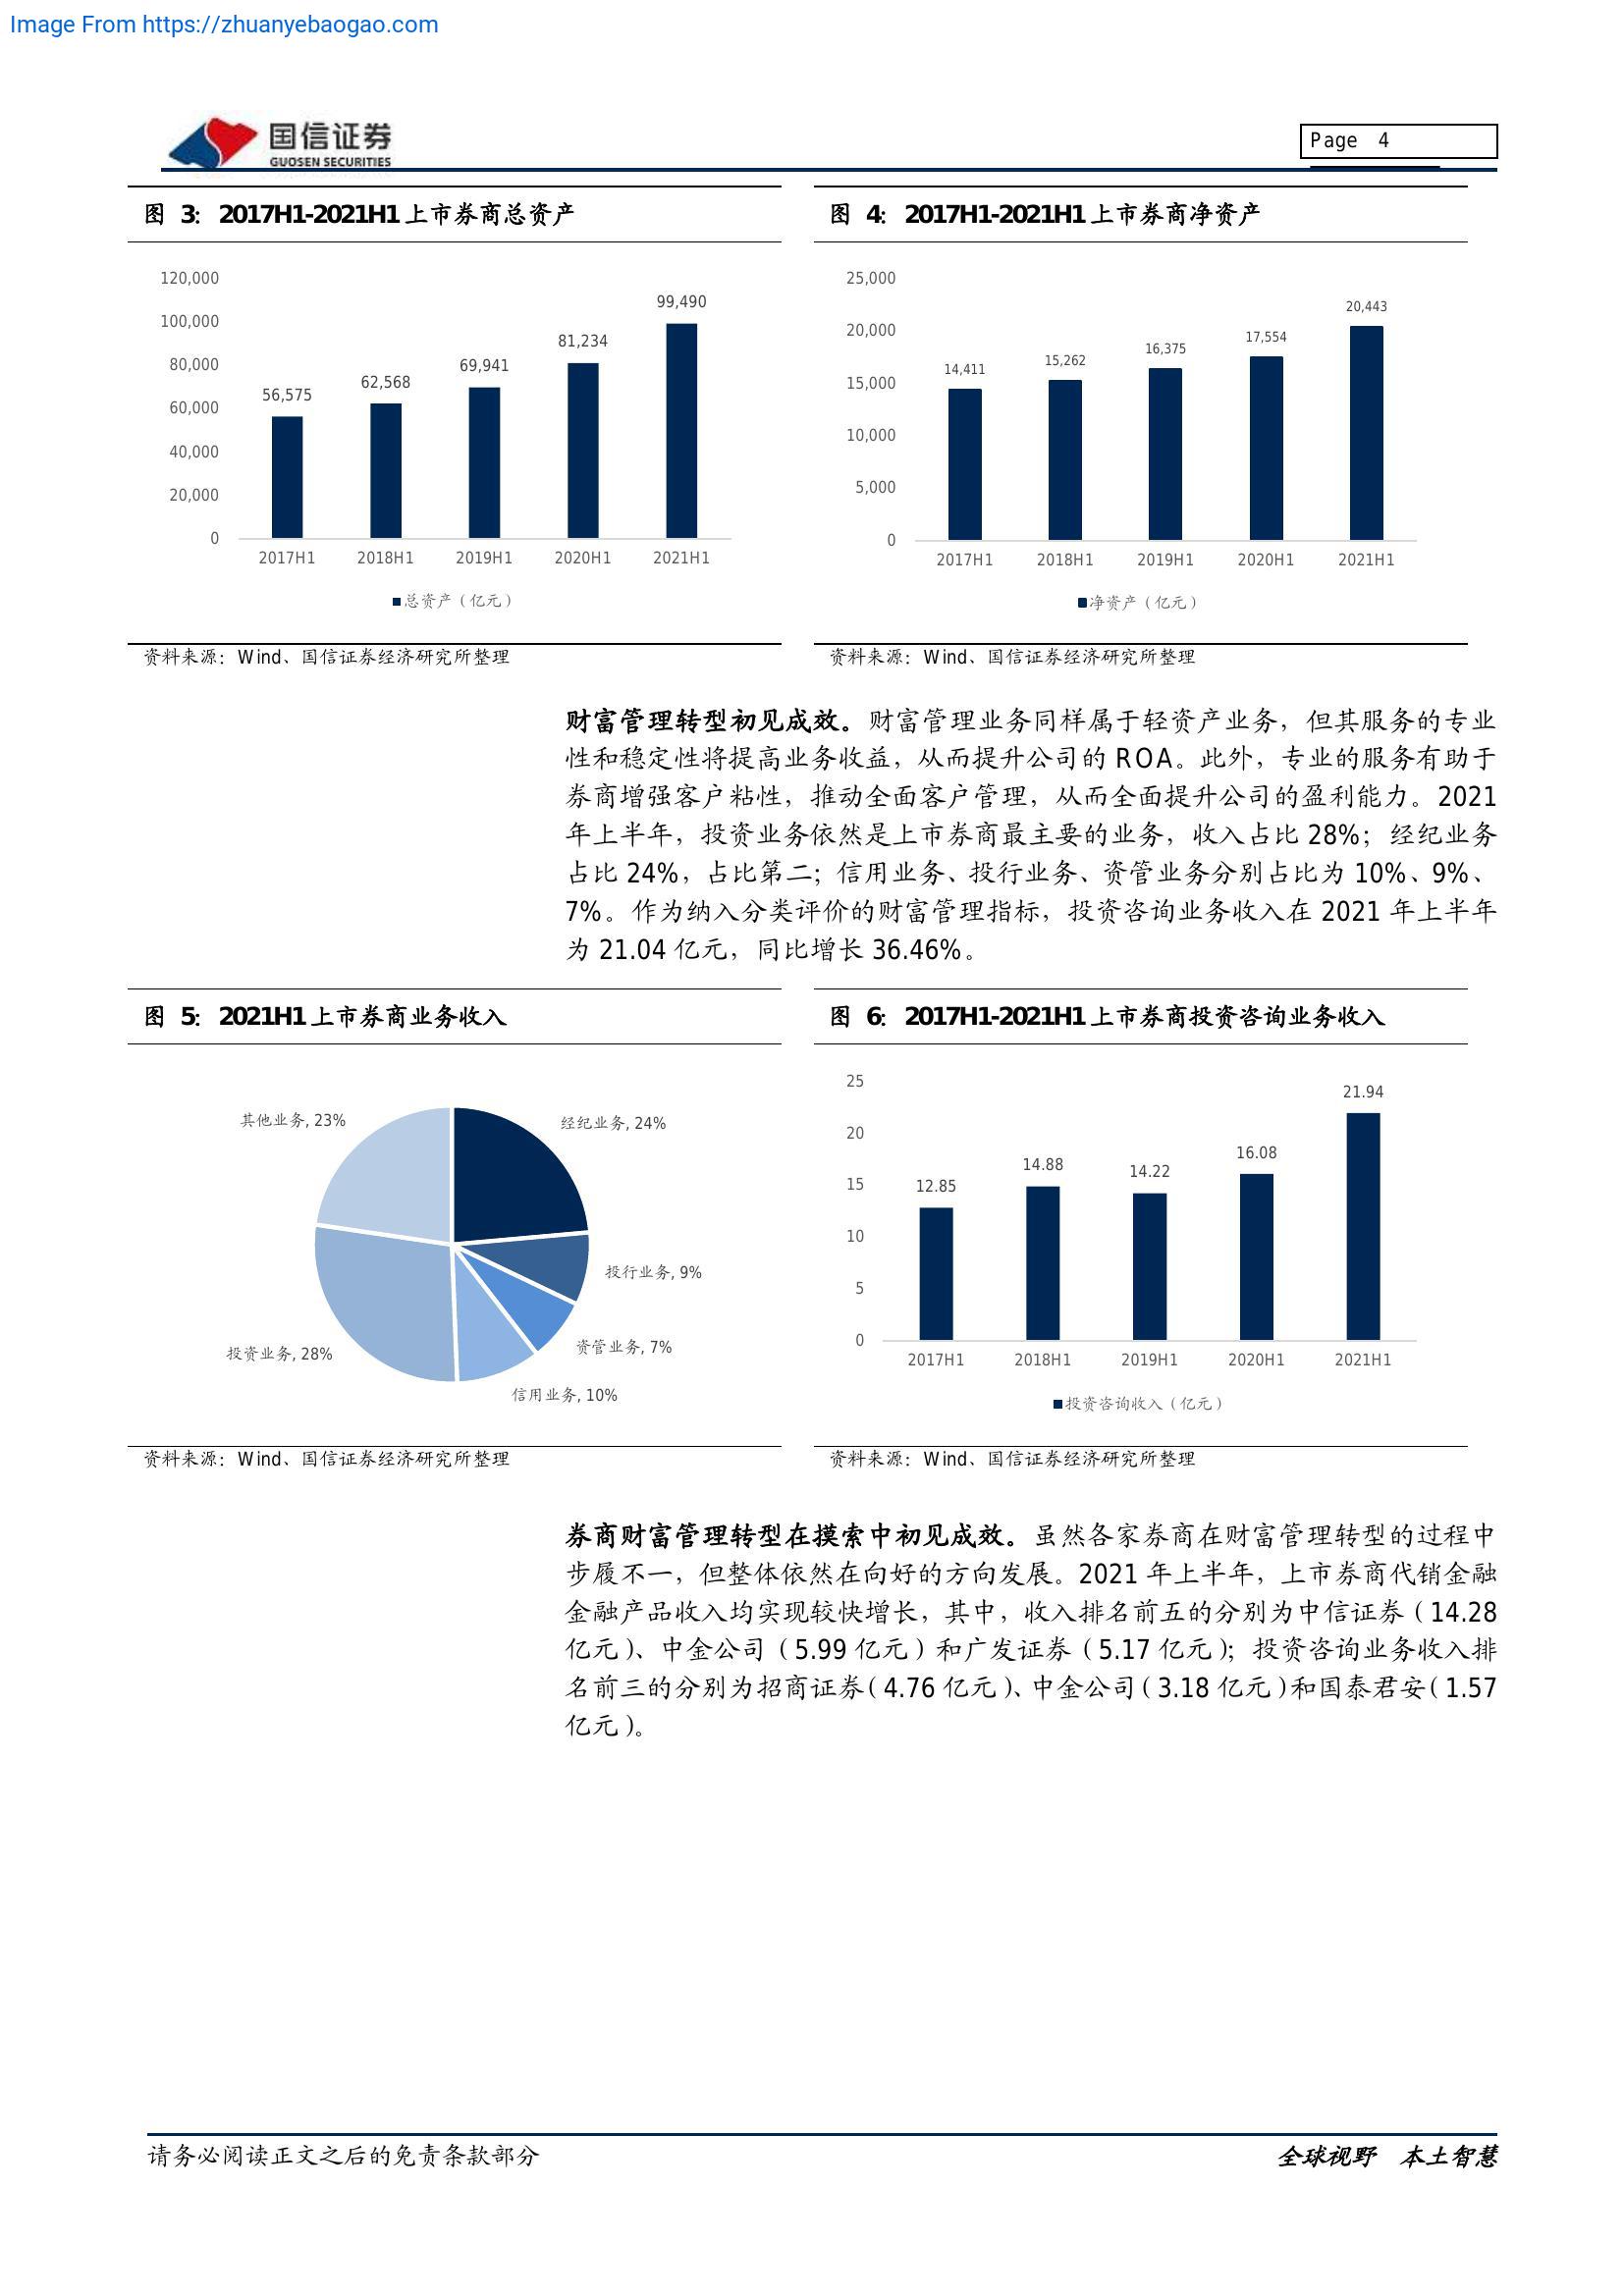 Image From https://zhuanyebaogao.com
国信证券
GUOSEN SECURITIES
Page 4
图 3: 2017H1-2021H1 上市券商总资产
120,000
100,000
80,000
60,000
40,000
20,000
0
56,575
62,568
69,941
81,234
99,490
2017H1 2018H1 2019H1 2020H1 2021H1
总资产（亿元）
资料来源：Wind、国信证券经济研究所整理
图 4: 2017H1-2021H1 上市券商净资产
25,000
20,000
15,000
10,000
5,000
0
14,411
15,262
16,375
17,554
20,443
2017H1 2018H1 2019H1 2020H1 2021H1
净资产（亿元）
资料来源：Wind、国信证券经济研究所整理
财富管理转型初见成效。财富管理业务同样属于轻资产业务，但其服务的专业
性和稳定性将提高业务收益，从而提升公司的 ROA。此外，专业的服务有助于
券商增强客户粘性，推动全面客户管理，从而全面提升公司的盈利能力。2021
年上半年，投资业务依然是上市券商最主要的业务，收入占比 28%；经纪业务
占比 24%，占比第二；信用业务、投行业务、资管业务分别占比为 10%、9%、
7%。作为纳入分类评价的财富管理指标，投资咨询业务收入在 2021 年上半年
为 21.04 亿元，同比增长 36.46%。
图 5: 2021H1 上市券商业务收入
其他业务, 23%
经纪业务, 24%
投行业务, 9%
资管业务, 7%
信用业务, 10%
投资业务, 28%
资料来源：Wind、国信证券经济研究所整理
图 6: 2017H1-2021H1 上市券商投资咨询业务收入
25
20
15
10
5
0
12.85
14.88
14.22
16.08
21.94
2017H1 2018H1 2019H1 2020H1 2021H1
投资咨询收入（亿元）
资料来源：Wind、国信证券经济研究所整理
券商财富管理转型在摸索中初见成效。虽然各家券商在财富管理转型的过程中
步履不一，但整体依然在向好的方向发展。2021 年上半年，上市券商代销金融
金融产品收入均实现较快增长，其中，收入排名前五的分别为中信证券（14.28
亿元）、中金公司（5.99 亿元）和广发证券（5.17 亿元）；投资咨询业务收入排
名前三的分别为招商证券（4.76 亿元）、中金公司（3.18 亿元）和国泰君安（1.57
亿元）。
请务必阅读正文之后的免责条款部分
全球视野 本土智慧